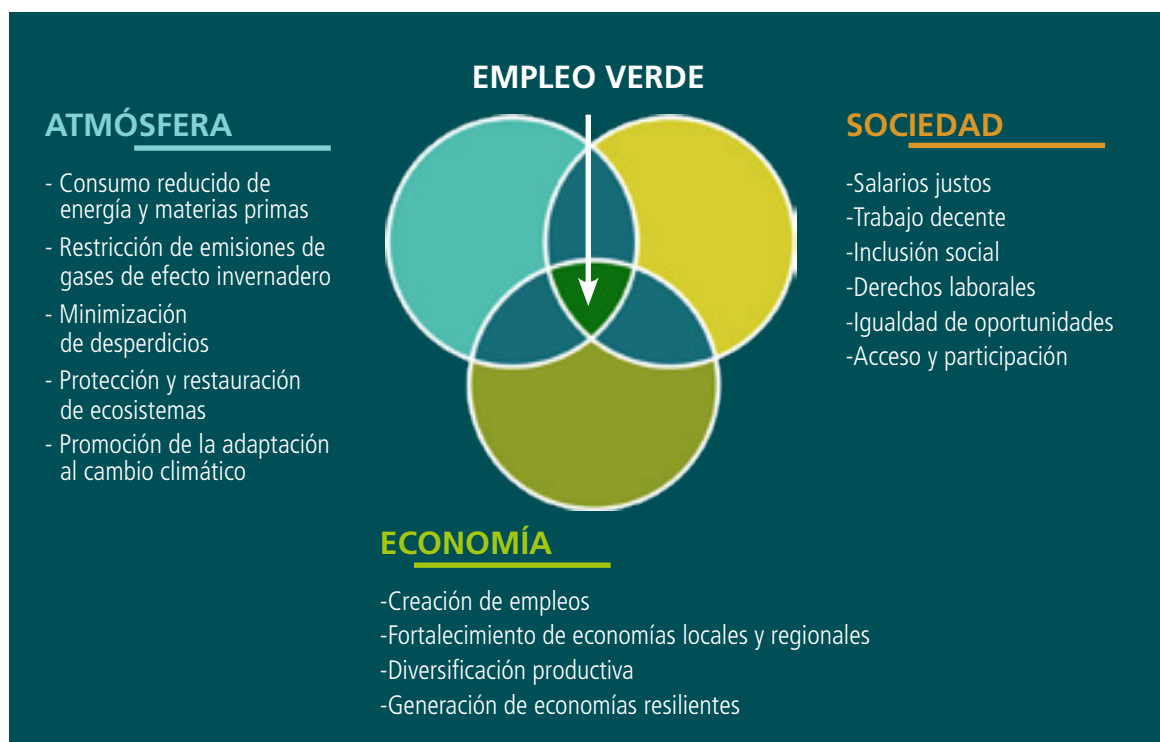 EMPLEO VERDE
ATMÓSFERA
- Consumo reducido de
energía y materias primas
- Restricción de emisiones de
gases de efecto invernadero
- Minimización
de desperdicios
- Protección y restauración
de ecosistemas
- Promoción de la adaptación
al cambio climático
SOCIEDAD
-Salarios justos
-Trabajo decente
-Inclusión social
-Derechos laborales
-Igualdad de oportunidades
-Acceso y participación
ECONOMÍA
-Creación de empleos
-Fortalecimiento de economías locales y regionales
-Diversificación productiva
-Generación de economías resilientes